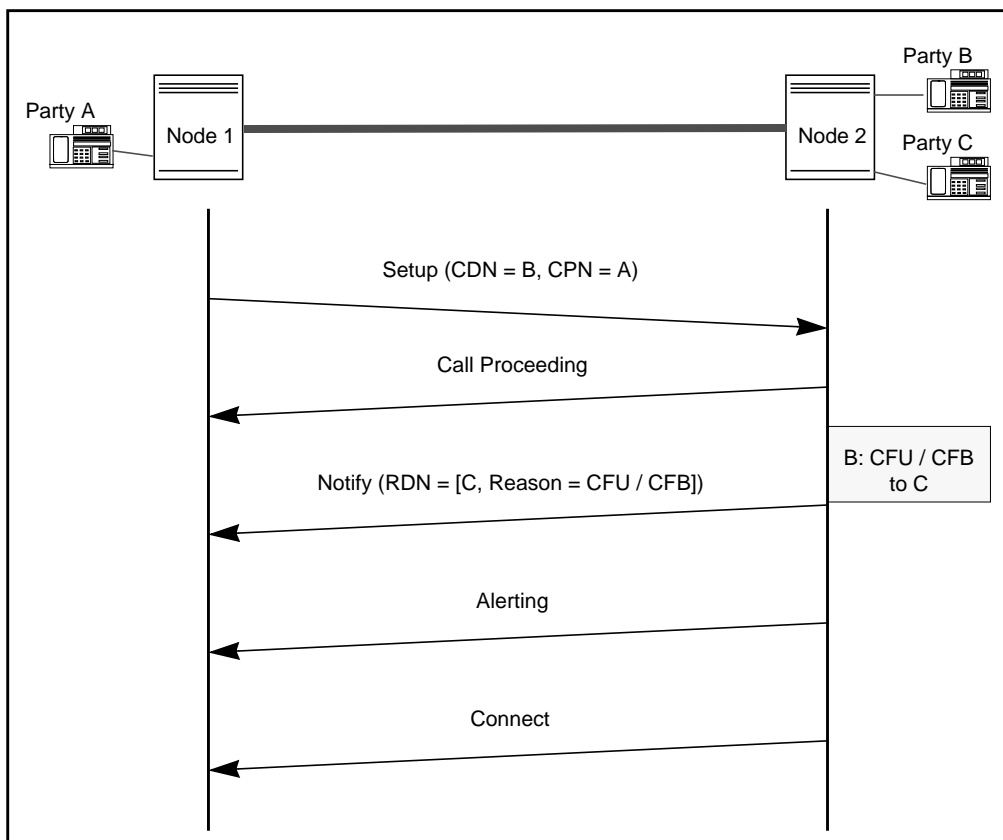 Party B
Party A
Node 1
Node 2
Party C
Setup (CDN = B, CPN = A)
Call Proceeding
B: CFU / CFB
to C
Notify (RDN = [C, Reason = CFU / CFB])
Alerting
Connect